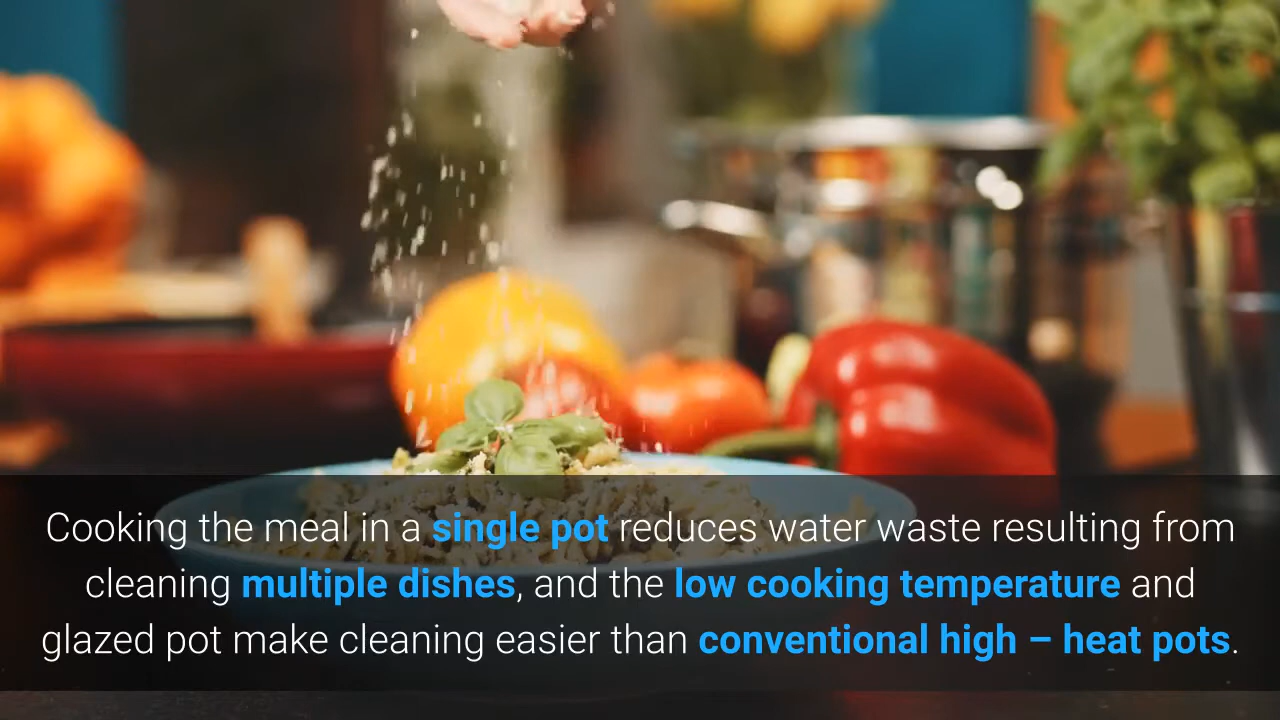 Cooking the meal in a single pot reduces water waste resulting from
cleaning multiple dishes, and the low cooking temperature and
glazed pot make cleaning easier than conventional high – heat pots.